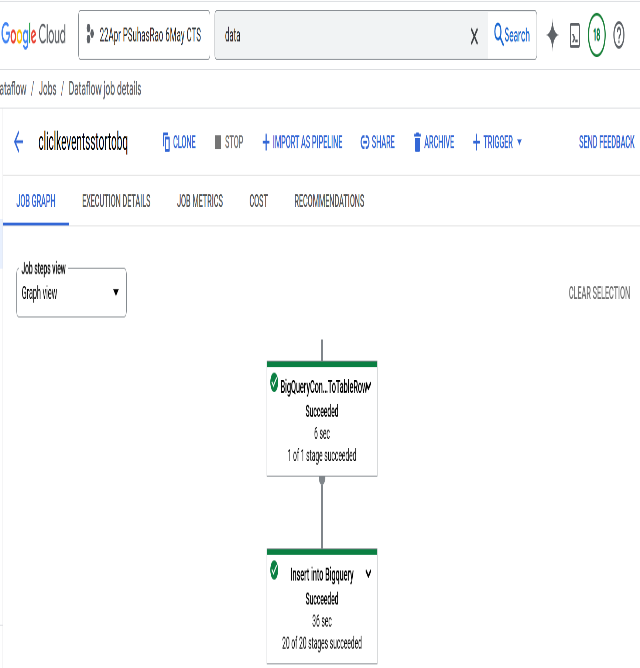 Google Cloud
22Apr PSuhasRao 6May CTS
data
Search
18
ataflow / Jobs / Dataflow job details
cliclkeventsstortobq
CLONE
STOP
IMPORT AS PIPELINE
SHARE
ARCHIVE
TRIGGER
SEND FEEDBACK
JOB GRAPH
EXECUTION DETAILS
JOB METRICS
COST
RECOMMENDATIONS
Job steps view
Graph view
CLEAR SELECTION
BigQueryCon...ToTableRow
Succeeded
6 sec
1 of 1 stage succeeded
Insert into Bigquery
Succeeded
36 sec
20 of 20 stages succeeded